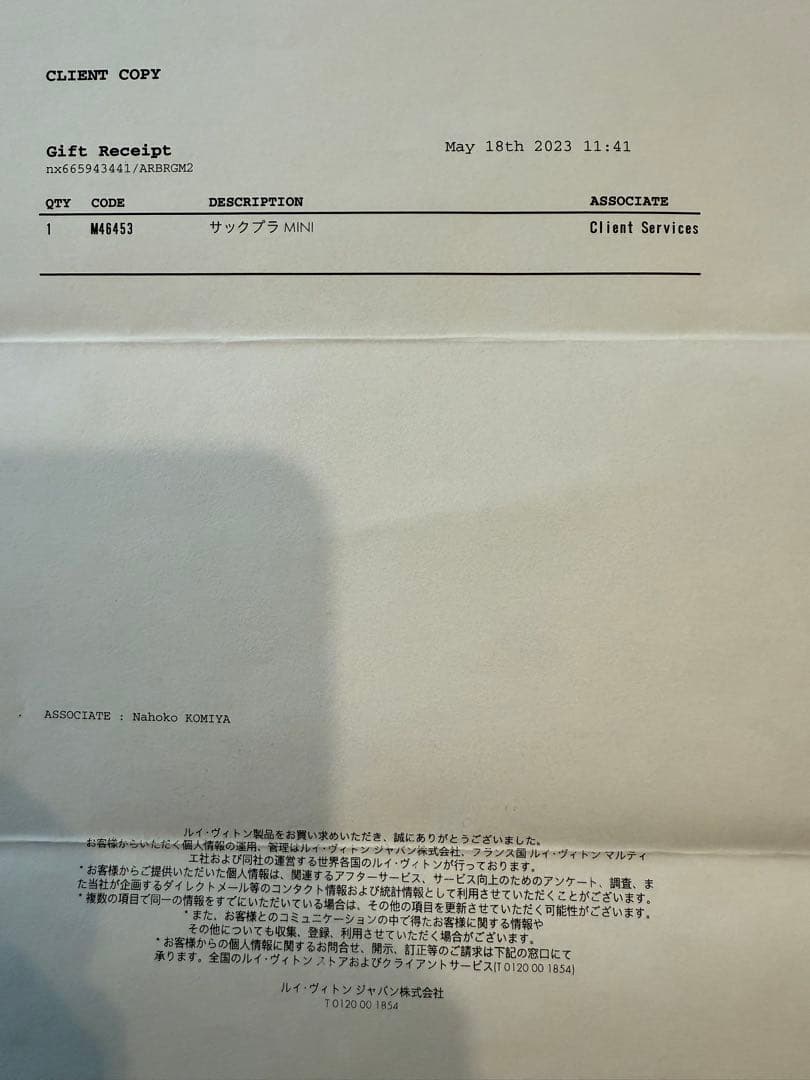 CLIENT COPY
Gift Receipt
May 18th 2023 11:41
nx665943441/ARBRGM2
QTY CODE DESCRIPTION ASSOCIATE
1 M46453 サックプラ MINI Client Services
ASSOCIATE : Nahoko KOMIYA
ルイ・ヴィトン製品をお買い求めいただき、誠にありがとうございました。
お客様からいただく個人情報の運用、管理はルイ・ヴィトン ジャパン株式会社、フランス国 ルイ・ヴィトン マルティ
エ社および同社の運営する世界各国のルイ・ヴィトンが行っております。
* お客様からご提供いただいた個人情報は、関連するアフターサービス、サービス向上のためのアンケート、調査、ま
た当社が企画するダイレクトメール等のコンタクト情報および統計情報として利用させていただくことがございます。
* 複数の項目で同一の情報をすでにいただいている場合は、その他の項目を更新させていただく可能性がございます。
* また、お客様とのコミュニケーションの中で得たお客様に関する情報や
その他についても収集、登録、利用させていただく場合がございます。
* お客様からの個人情報に関するお問合せ、開示、訂正等のご請求は下記の窓口にて
承ります。全国のルイ・ヴィトン ストアおよびクライアントサービス(T 0120 00 1854)
ルイ・ヴィトン ジャパン株式会社
T 0120 00 1854